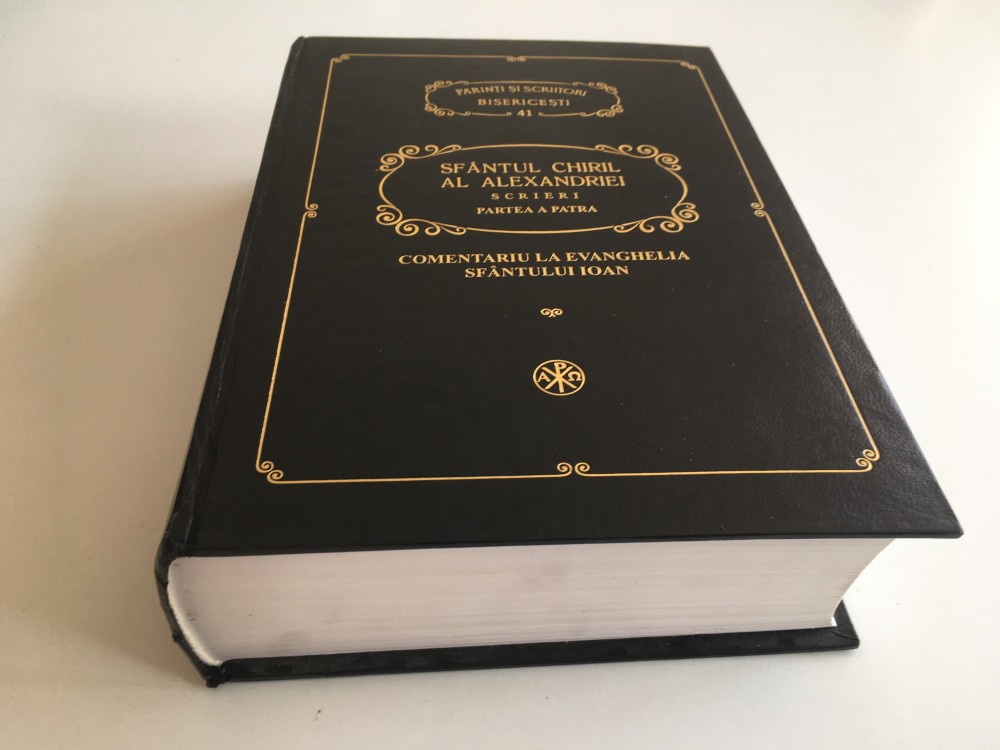 PĂRINȚI ȘI SCRIITORI
BISERICEȘTI
41
SFÂNTUL CHIRIL
AL ALEXANDRIEI
SCRIERI
PARTEA A PATRA
COMENTARIU LA EVANGHELIA
SFÂNTULUI IOAN
Α Ρ Ω